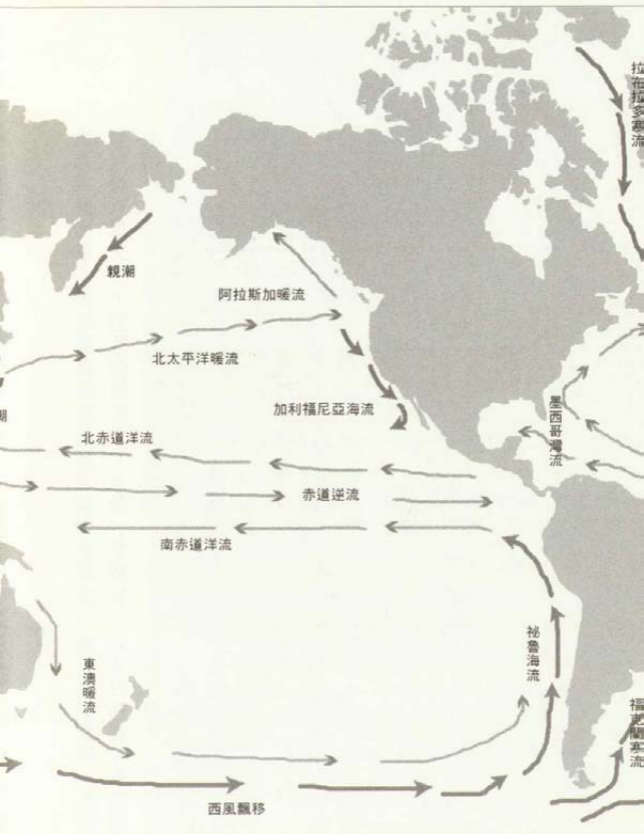 拉布拉多寒流
親潮
阿拉斯加暖流
北太平洋暖流
潮
加利福尼亞海流
墨西哥灣流
北赤道洋流
赤道逆流
南赤道洋流
祕魯海流
東澳暖流
福克蘭寒流
西風飄移